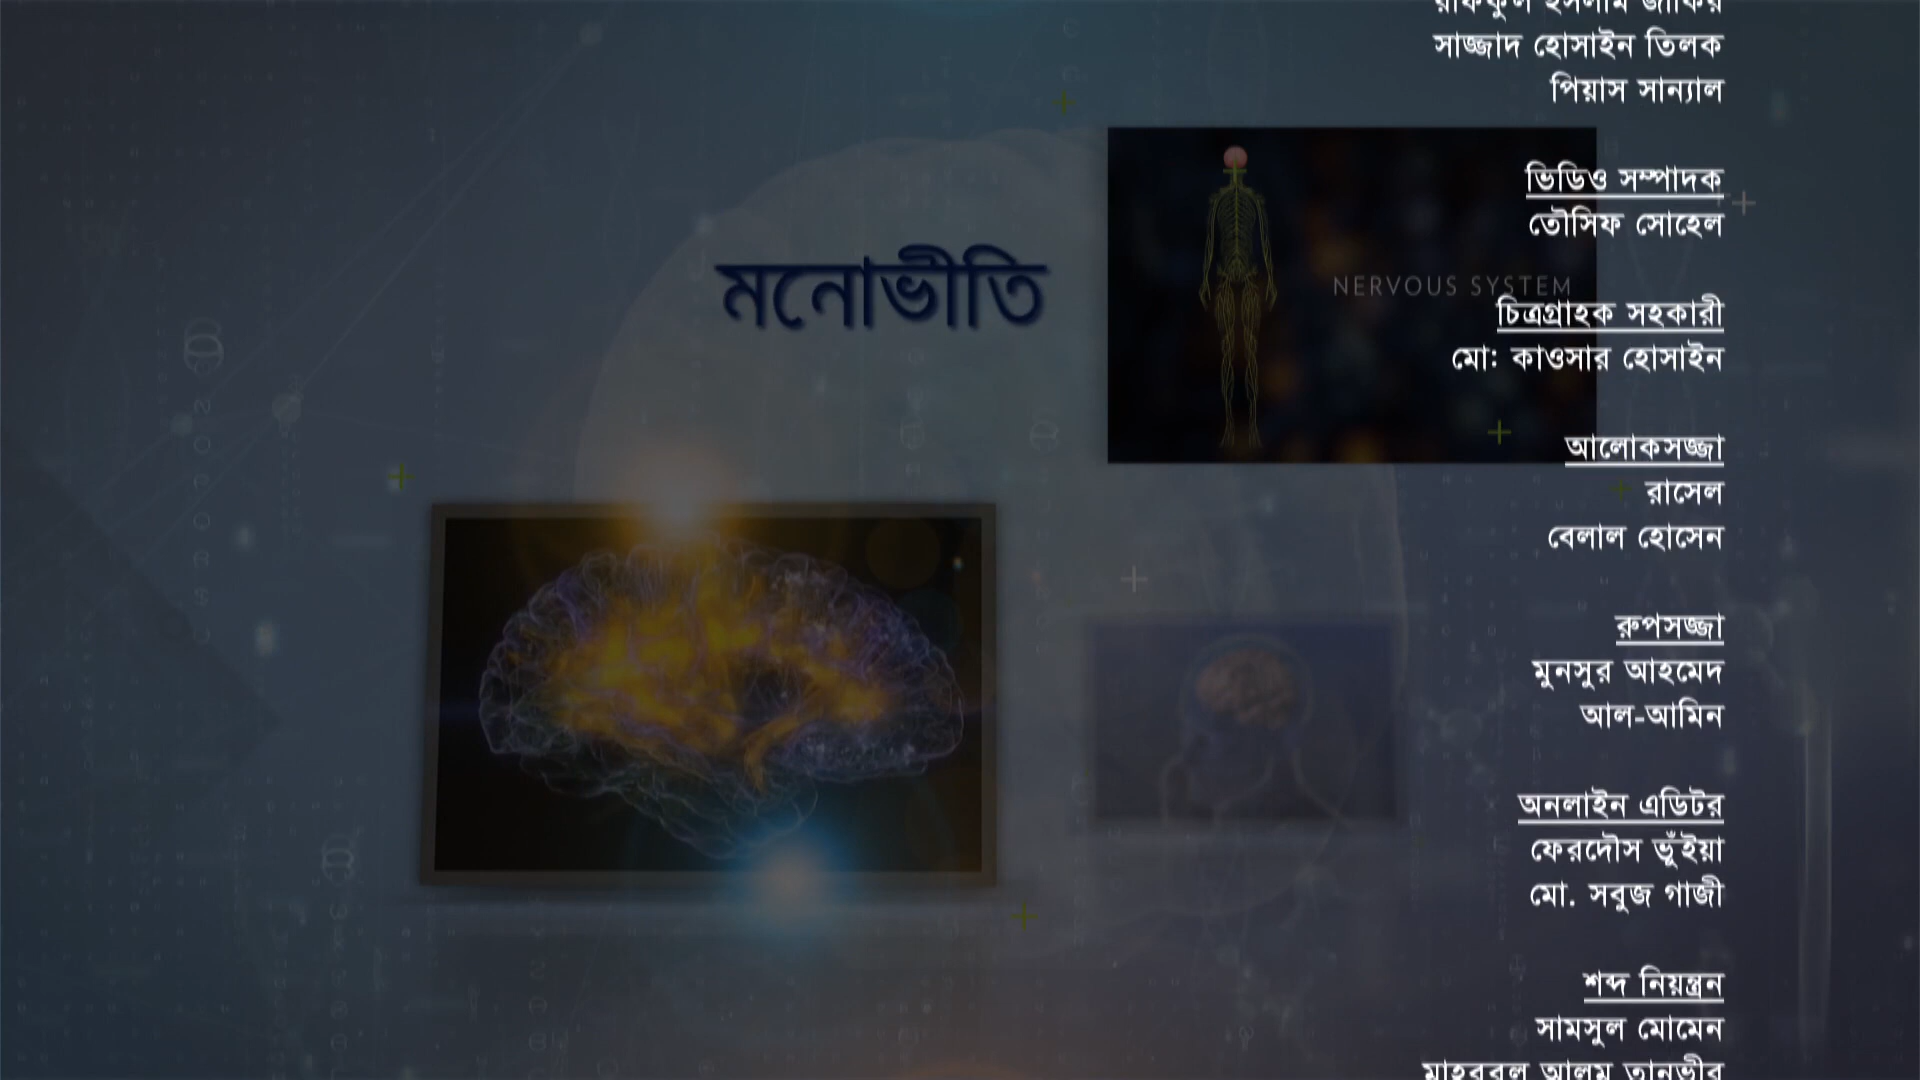 সাজ্জাদ হোসাইন তিলক
পিয়াস সান্যাল
মনোভীতি
NERVOUS SYSTEM
ভিডিও সম্পাদক
তৌসিফ সোহেল
চিত্রগ্রাহক সহকারী
মো: কাওসার হোসাইন
আলোকসজ্জা
রাসেল
বেলাল হোসেন
রুপসজ্জা
মুনসুর আহমেদ
আল-আমিন
অনলাইন এডিটর
ফেরদৌস ভূঁইয়া
মো. সবুজ গাজী
শব্দ নিয়ন্ত্রন
সামসুল মোমেন